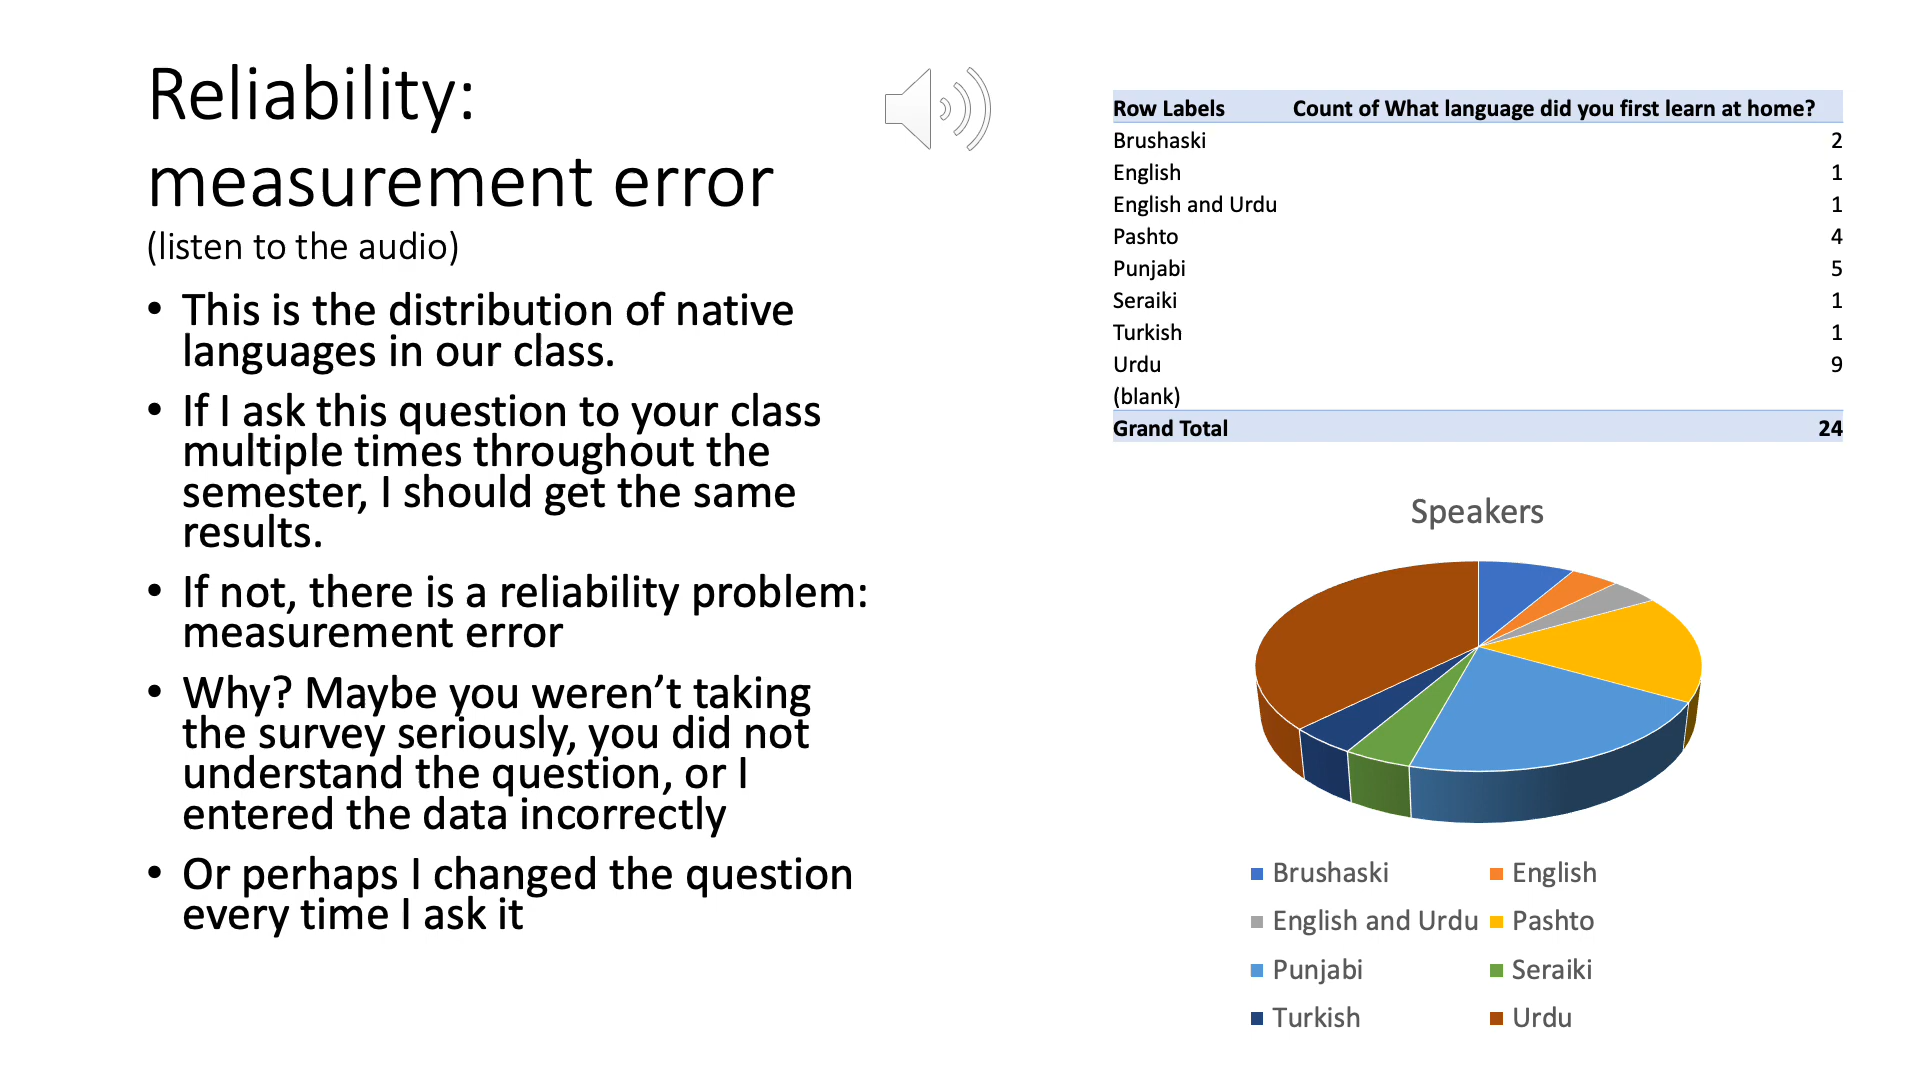 Reliability:
measurement error
(listen to the audio)
• This is the distribution of native
languages in our class.
• If I ask this question to your class
multiple times throughout the
semester, I should get the same
results.
• If not, there is a reliability problem:
measurement error
• Why? Maybe you weren’t taking
the survey seriously, you did not
understand the question, or I
entered the data incorrectly
• Or perhaps I changed the question
every time I ask it
Row Labels Count of What language did you first learn at home?
Brushaski 2
English 1
English and Urdu 1
Pashto 4
Punjabi 5
Seraiki 1
Turkish 1
Urdu 9
(blank)
Grand Total 24
Speakers
Brushaski English
English and Urdu Pashto
Punjabi Seraiki
Turkish Urdu